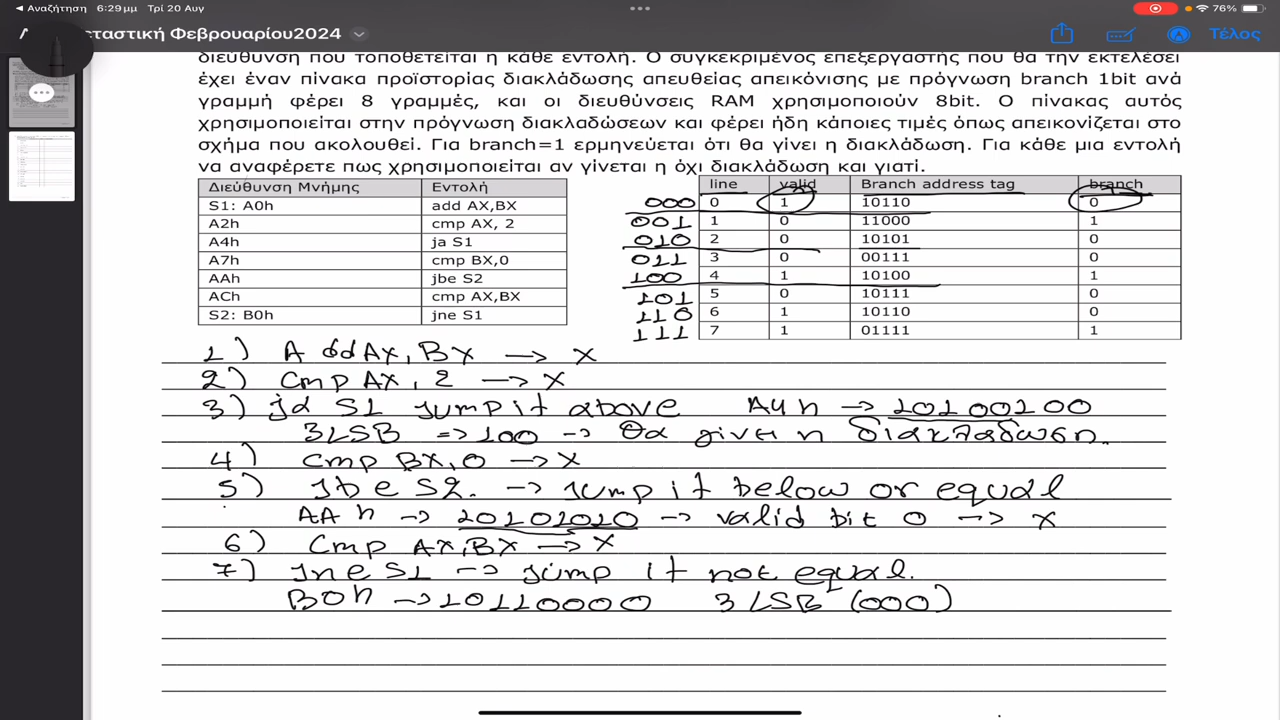 Αναζήτηση 6:29 μμ Τρί 20 Αυγ 76%
εταστική Φεβρουαρίου2024 Τέλος
διεύθυνση που τοποθετείται η κάθε εντολή. Ο συγκεκριμένος επεξεργαστής που θα την εκτελέσει
έχει έναν πίνακα προϊστορίας διακλάδωσης απευθείας απεικόνισης με πρόγνωση branch 1bit ανά
γραμμή φέρει 8 γραμμές, και οι διευθύνσεις RAM χρησιμοποιούν 8bit. Ο πίνακας αυτός
χρησιμοποιείται στην πρόγνωση διακλαδώσεων και φέρει ήδη κάποιες τιμές όπως απεικονίζεται στο
σχήμα που ακολουθεί. Για branch=1 ερμηνεύεται ότι θα γίνει η διακλάδωση. Για κάθε μια εντολή
να αναφέρετε πως χρησιμοποιείται αν γίνεται η όχι διακλάδωση και γιατί.
Διεύθυνση Μνήμης Εντολή
S1: A0h add AX,BX
A2h cmp AX, 2
A4h ja S1
A7h cmp BX,0
AAh jbe S2
ACh cmp AX,BX
S2: B0h jne S1
line valid Branch address tag branch
000 0 1 10110 0
001 1 0 11000 1
010 2 0 10101 0
011 3 0 00111 0
100 4 1 10100 1
101 5 0 10111 0
110 6 1 10110 0
111 7 1 01111 1
1) Add AX, BX → X
2) Cmp AX, 2 → X
3) ja S1 jump if above A4h → 10100100
3LSB => 100 → θα γίνει η διακλάδωση.
4) Cmp BX,0 → X
5) Jbe S2. → jump if below or equal
AAh → 10101010 → valid bit 0 → X
6) Cmp AX,BX → X
7) Jne S1 → jump if not equal.
B0h → 10110000 3LSB (000)